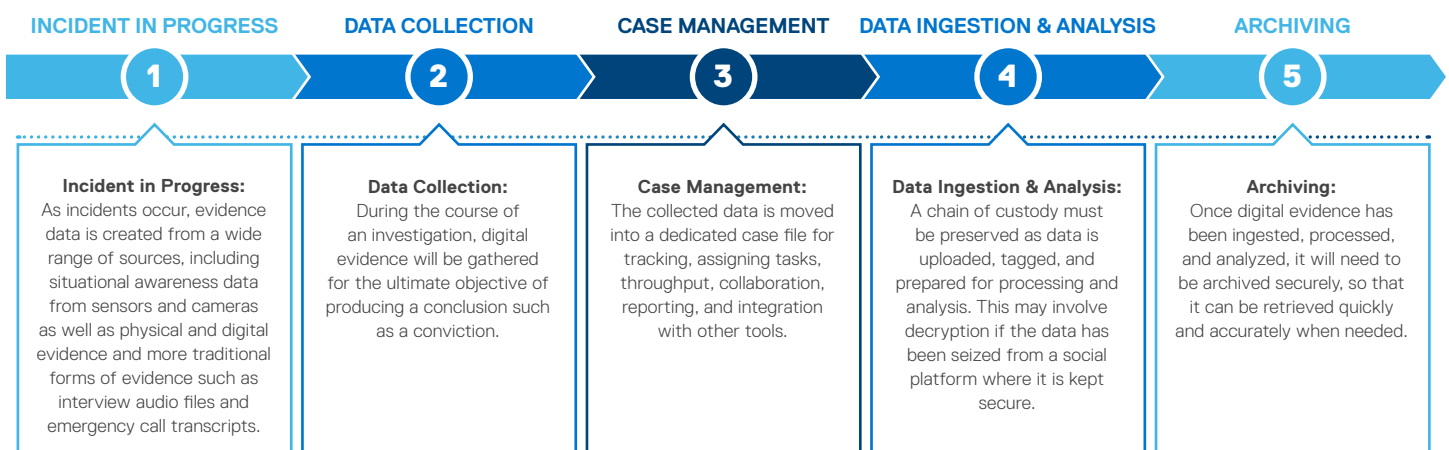 INCIDENT IN PROGRESS
DATA COLLECTION
CASE MANAGEMENT
DATA INGESTION & ANALYSIS
ARCHIVING
1
2
3
4
5
Incident in Progress:
As incidents occur, evidence
data is created from a wide
range of sources, including
situational awareness data
from sensors and cameras
as well as physical and digital
evidence and more traditional
forms of evidence such as
interview audio files and
emergency call transcripts.
Data Collection:
During the course of
an investigation, digital
evidence will be gathered
for the ultimate objective of
producing a conclusion such
as a conviction.
Case Management:
The collected data is moved
into a dedicated case file for
tracking, assigning tasks,
throughput, collaboration,
reporting, and integration
with other tools.
Data Ingestion & Analysis:
A chain of custody must
be preserved as data is
uploaded, tagged, and
prepared for processing and
analysis. This may involve
decryption if the data has
been seized from a social
platform where it is kept
secure.
Archiving:
Once digital evidence has
been ingested, processed,
and analyzed, it will need to
be archived securely, so that
it can be retrieved quickly
and accurately when needed.